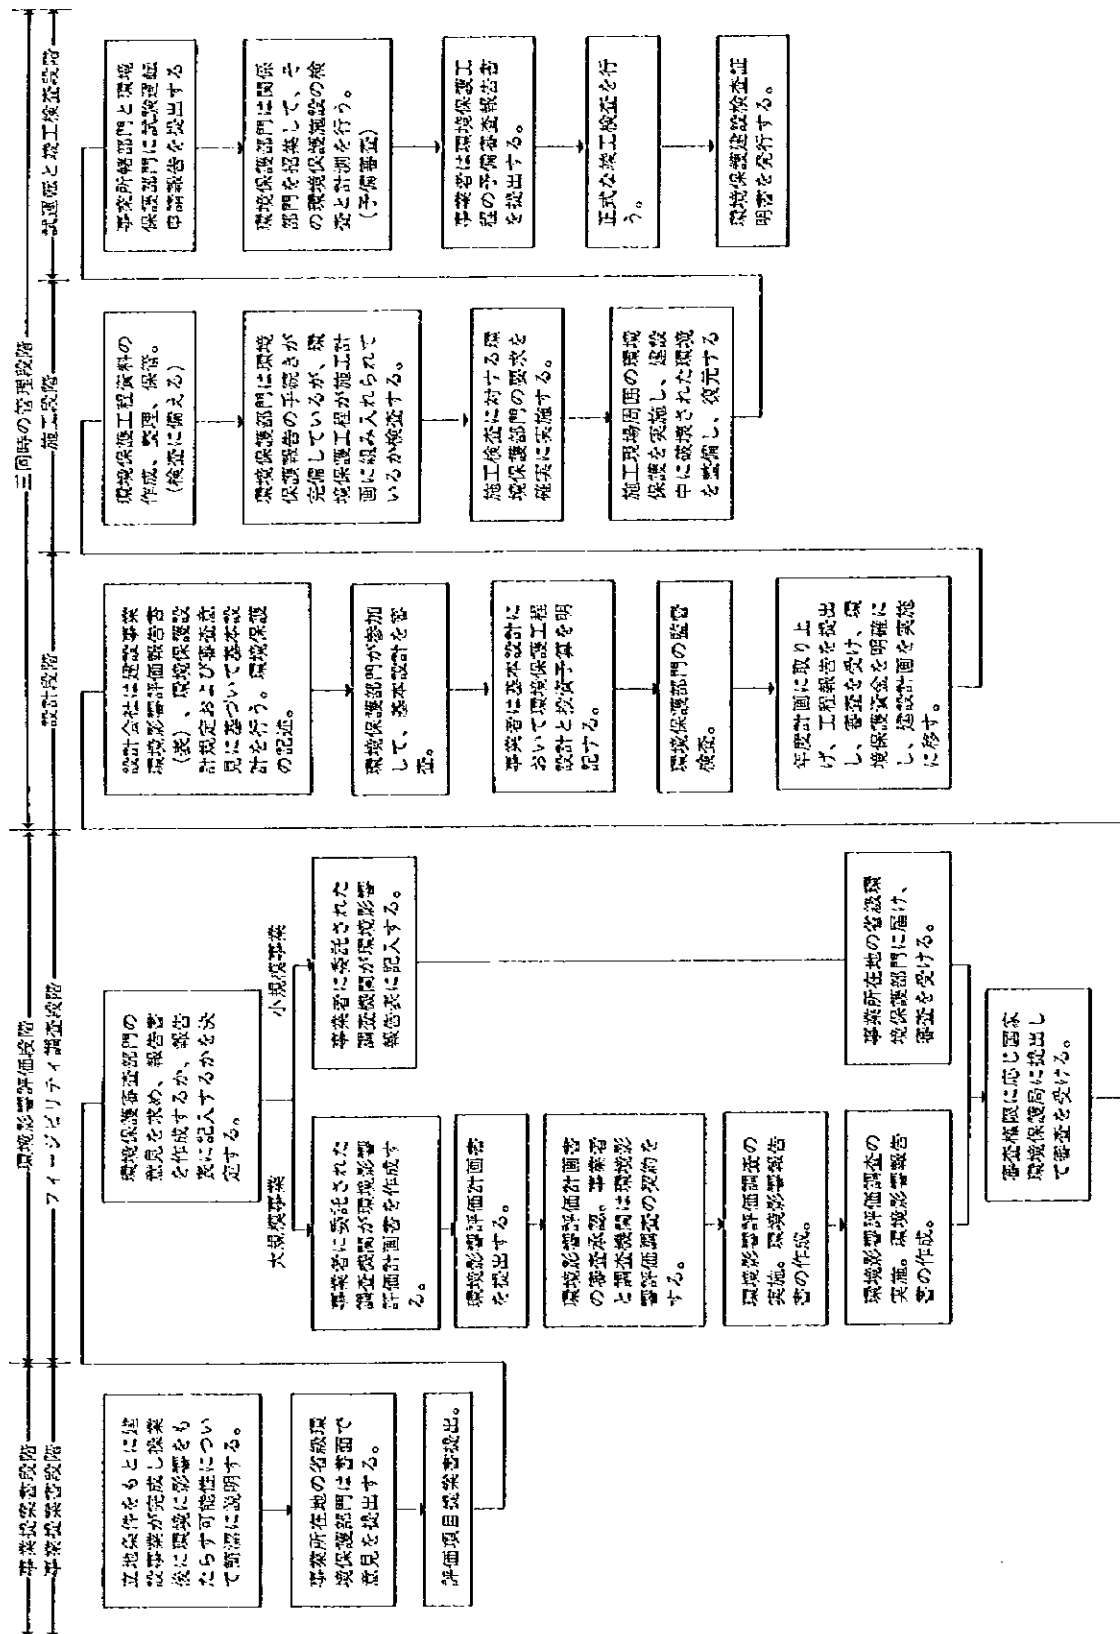 事業提案書段階
事業提案書段階
立地条件をもとに建
設事業が完成し操業
後に環境に影響をも
たらす可能性につい
て簡潔に説明する。
事業所在地の省級環
境保護部門は書面で
意見を提出する。
評価項目提案書提出。
環境影響評価段階
フィージビリティ調査段階
環境保護審査部門の
意見を求め、報告書
を作成するか、報告
表に記入するかを決
定する。
大規模事業
小規模事業
事業者に委託された
調査機関が環境影響
評価計画書を作成す
る。
環境影響評価計画書
を提出する。
環境影響評価計画書
の審査承認。事業者
と調査機関は環境影
響評価調査の契約を
する。
環境影響評価調査の
実施。環境影響報告
書の作成。
環境影響評価調査の
実施。環境影響報告
書の作成。
事業者に委託された
調査機関が環境影響
報告表に記入する。
事業所在地の省級環
境保護部門に届け、
審査を受ける。
審査権限に応じ国家
環境保護局に提出し
て審査を受ける。
三同時の管理段階
設計段階
設計会社は建設事業
環境影響評価報告書
(表)、環境保護設
計規定および審査意
見に基づいて基本設
計を行う。環境保護
の記述。
環境保護部門が参加
して、基本設計を審
査。
事業者は基本設計に
おいて環境保護工程
設計と投資予算を明
記する。
環境保護部門の監督
検査。
年度計画に取り上
げ、工程報告を提出
し、審査を受け、環
境保護資金を明確に
し、建設計画を実施
に移す。
施工段階
環境保護工程資料の
作成、整理、保管。
(検査に備える)
環境保護部門は環境
保護報告の手続きが
完備しているが、環
境保護工程が施工計
画に組み入れられて
いるか検査する。
施工検査に対する環
境保護部門の要求を
確実に実施する。
施工現場周囲の環境
保護を実施し、建設
中に破壊された環境
を整備し、復元する
試運転と竣工検査段階
事業所轄部門と環境
保護部門に試験運転
申請報告を提出する
環境保護部門は関係
部門を招集して、そ
の環境保護施設の検
査と計測を行う。
(予備審査)
事業者は環境保護工
程の予備審査報告書
を提出する。
正式な竣工検査を行
う。
環境保護建設検査証
明書を発行する。